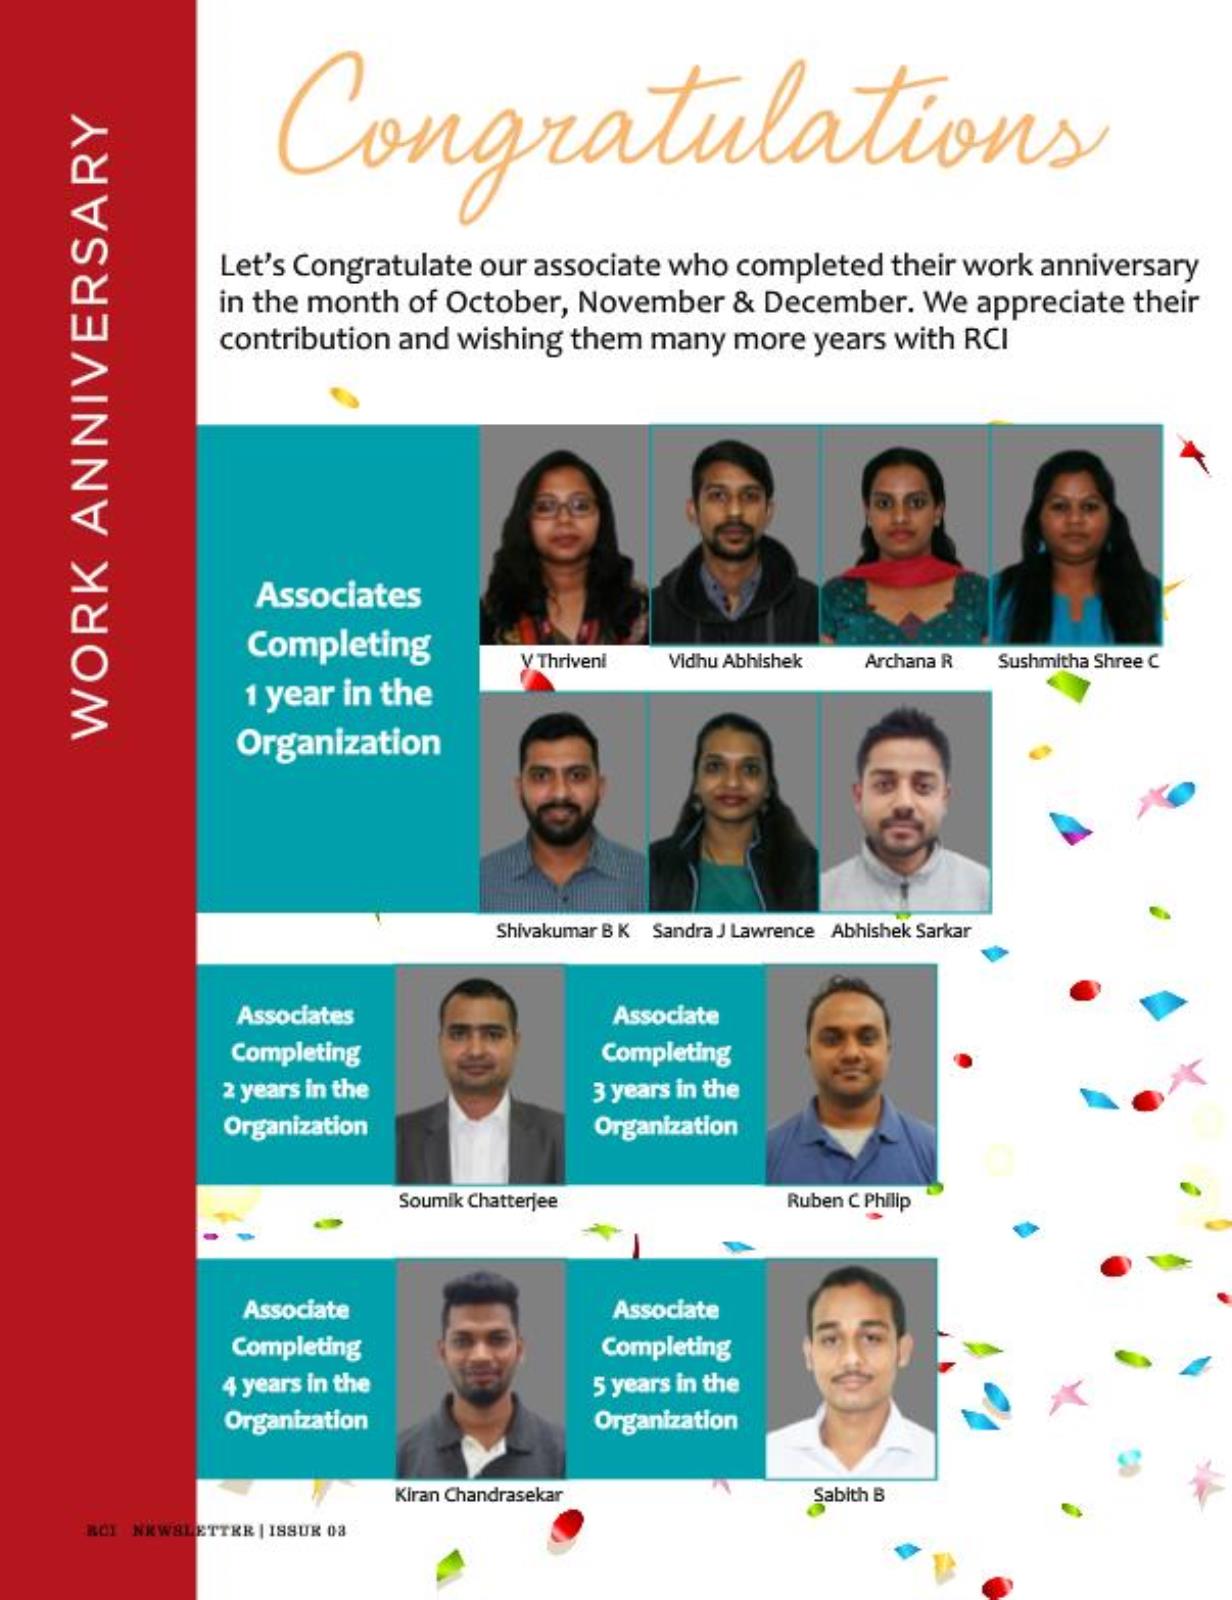 WORK ANNIVERSARY
Congratulations
Let's Congratulate our associate who completed their work anniversary
in the month of October, November & December. We appreciate their
contribution and wishing them many more years with RCI
Associates
Completing
1 year in the
Organization
V Thriveni
Vidhu Abhishek
Archana R
Sushmitha Shree C
Shivakumar B K
Sandra J Lawrence
Abhishek Sarkar
Associates
Completing
2 years in the
Organization
Soumik Chatterjee
Associate
Completing
3 years in the
Organization
Ruben C Philip
Associate
Completing
4 years in the
Organization
Kiran Chandrasekar
Associate
Completing
5 years in the
Organization
Sabith B
RCI NEWSLETTER | ISSUE 03